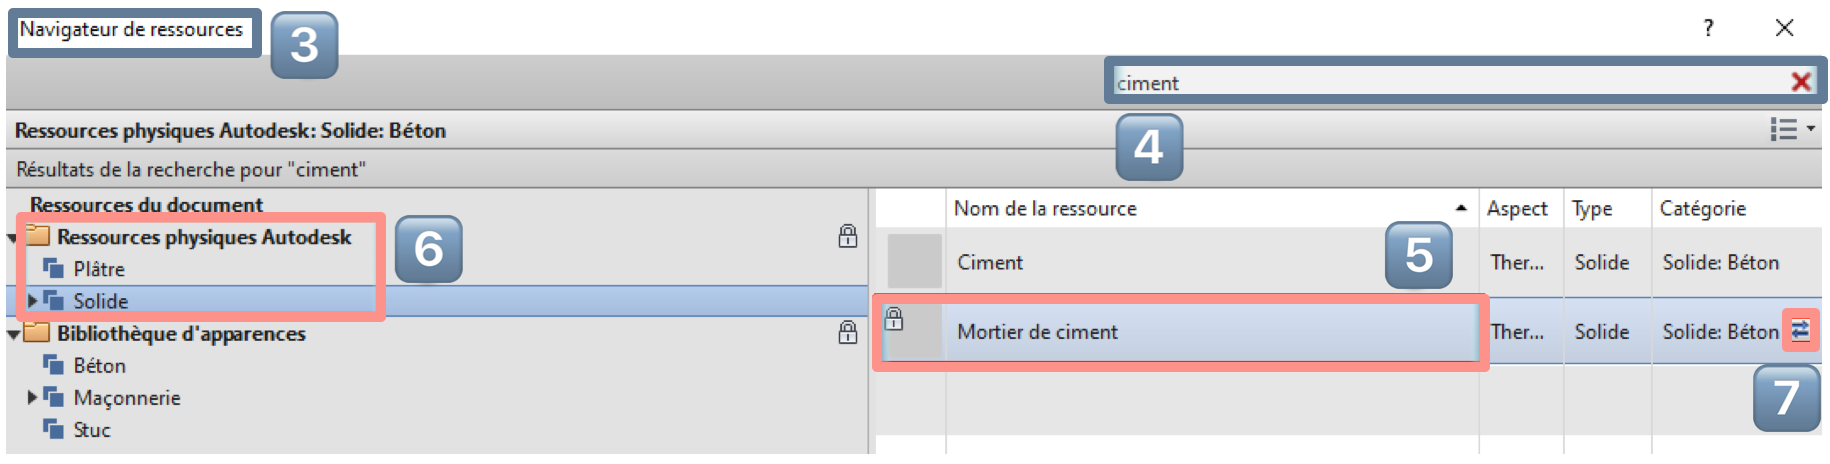 Navigateur de ressources
3
?
ciment
4
Ressources physiques Autodesk: Solide: Béton
Résultats de la recherche pour "ciment"
Ressources du document
Ressources physiques Autodesk
6
Plâtre
Solide
Bibliothèque d'apparences
Béton
Maçonnerie
Stuc
Nom de la ressource Aspect Type Catégorie
5
Ciment Ther... Solide Solide: Béton
Mortier de ciment Ther... Solide Solide: Béton
7